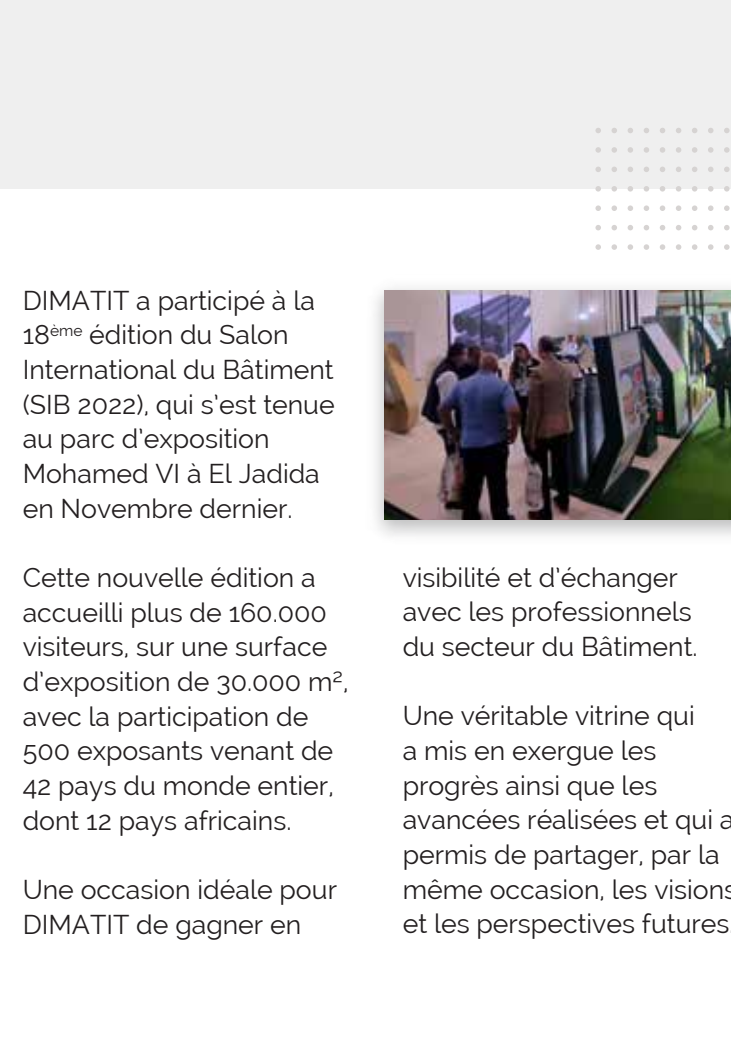 DIMATIT a participé à la
18ème édition du Salon
International du Bâtiment
(SIB 2022), qui s’est tenue
au parc d’exposition
Mohamed VI à El Jadida
en Novembre dernier.
Cette nouvelle édition a
accueilli plus de 160.000
visiteurs, sur une surface
d’exposition de 30.000 m²,
avec la participation de
500 exposants venant de
42 pays du monde entier,
dont 12 pays africains.
Une occasion idéale pour
DIMATIT de gagner en
visibilité et d’échanger
avec les professionnels
du secteur du Bâtiment.
Une véritable vitrine qui
a mis en exergue les
progrès ainsi que les
avancées réalisées et qui a
permis de partager, par la
même occasion, les visions
et les perspectives futures.